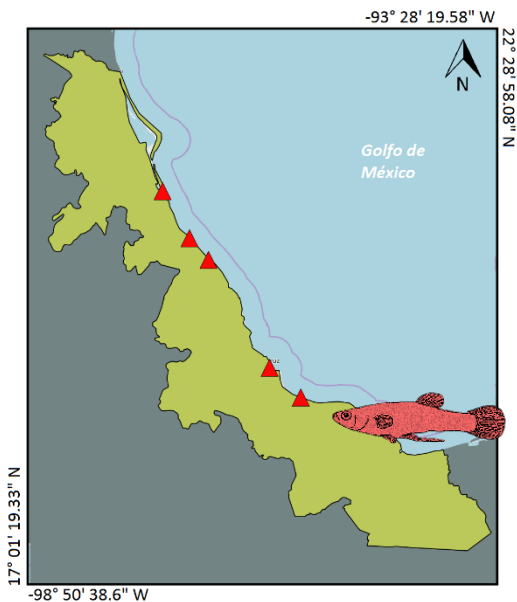 -93° 28' 19.58" W
22° 28' 58.08" N
N
Golfo de
México
17° 01' 19.33" N
-98° 50' 38.6" W